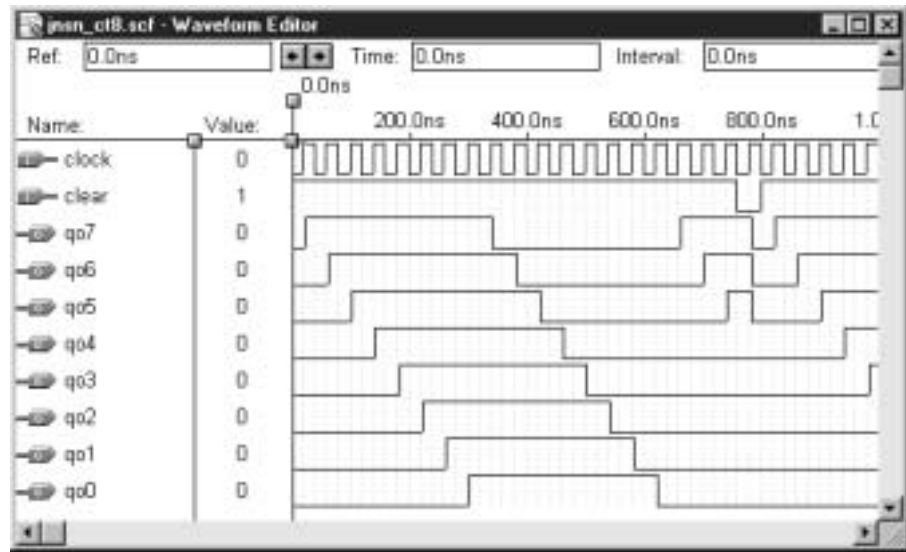 jnsn_ct8.scf - Waveform Editor
Ref: 0.0ns Time: 0.0ns Interval: 0.0ns
0.0ns
Name: Value: 200.0ns 400.0ns 600.0ns 800.0ns 1.0
clock 0
clear 1
qo7 0
qo6 0
qo5 0
qo4 0
qo3 0
qo2 0
qo1 0
qo0 0